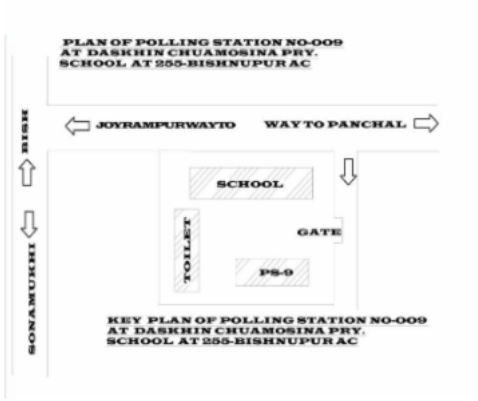 PLAN OF POLLING STATION NO-009
AT DASKHIN CHUAMOSINA PRY.
SCHOOL AT 255-BISHNUPUR AC
BISH
JOYRAMPURWAYTO
WAY TO PANCHAL
SCHOOL
TOILET
GATE
PS-9
SONAMUKHI
KEY PLAN OF POLLING STATION NO-009
AT DASKHIN CHUAMOSINA PRY.
SCHOOL AT 255-BISHNUPUR AC